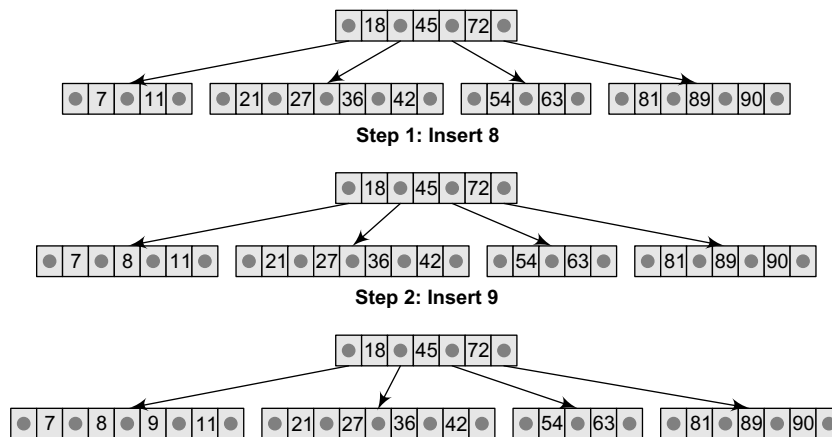 18 45 72
7 11 21 27 36 42 54 63 81 89 90
Step 1: Insert 8
18 45 72
7 8 11 21 27 36 42 54 63 81 89 90
Step 2: Insert 9
18 45 72
7 8 9 11 21 27 36 42 54 63 81 89 90